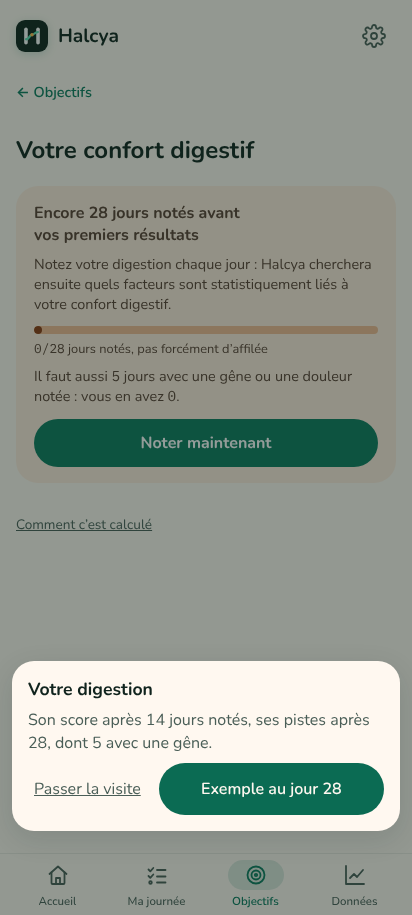 Halcya
← Objectifs
Votre confort digestif
Encore 28 jours notés avant
vos premiers résultats
Notez votre digestion chaque jour : Halcya cherchera
ensuite quels facteurs sont statistiquement liés à
votre confort digestif.
0/28 jours notés, pas forcément d’affilée
Il faut aussi 5 jours avec une gêne ou une douleur
notée : vous en avez 0.
Noter maintenant
Comment c’est calculé
Votre digestion
Son score après 14 jours notés, ses pistes après
28, dont 5 avec une gêne.
Passer la visite
Exemple au jour 28
Accueil
Ma journée
Objectifs
Données